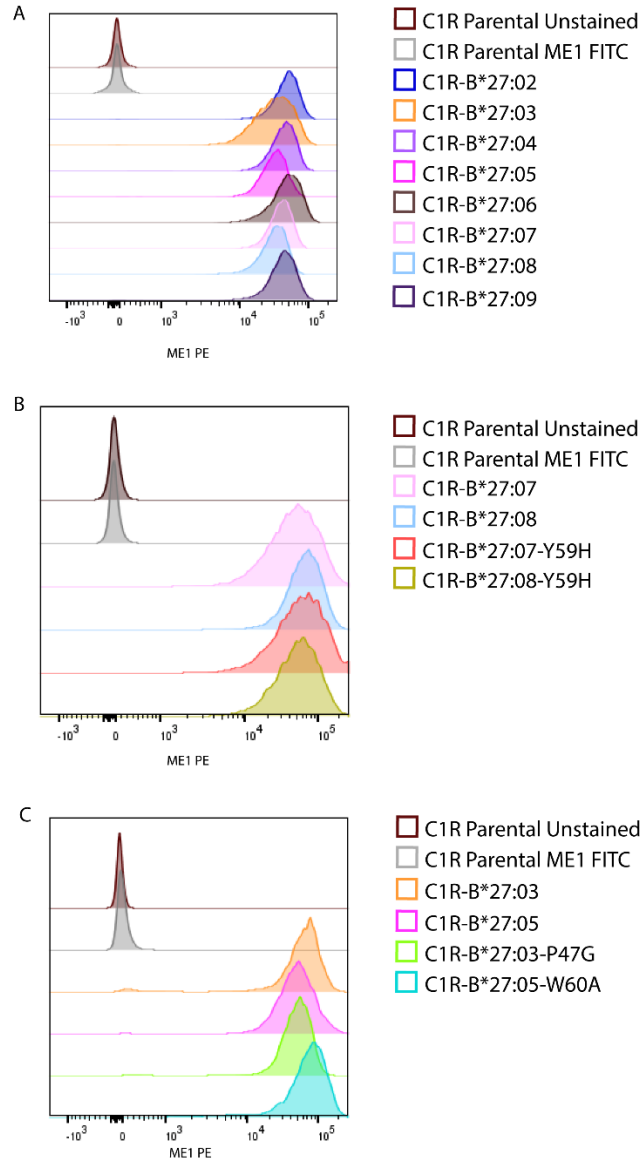 A
C1R Parental Unstained
C1R Parental ME1 FITC
C1R-B*27:02
C1R-B*27:03
C1R-B*27:04
C1R-B*27:05
C1R-B*27:06
C1R-B*27:07
C1R-B*27:08
C1R-B*27:09
-10³ 0 10³ 10⁴ 10⁵
ME1 PE
B
C1R Parental Unstained
C1R Parental ME1 FITC
C1R-B*27:07
C1R-B*27:08
C1R-B*27:07-Y59H
C1R-B*27:08-Y59H
-10³ 0 10³ 10⁴ 10⁵
ME1 PE
C
C1R Parental Unstained
C1R Parental ME1 FITC
C1R-B*27:03
C1R-B*27:05
C1R-B*27:03-P47G
C1R-B*27:05-W60A
-10³ 0 10³ 10⁴ 10⁵
ME1 PE